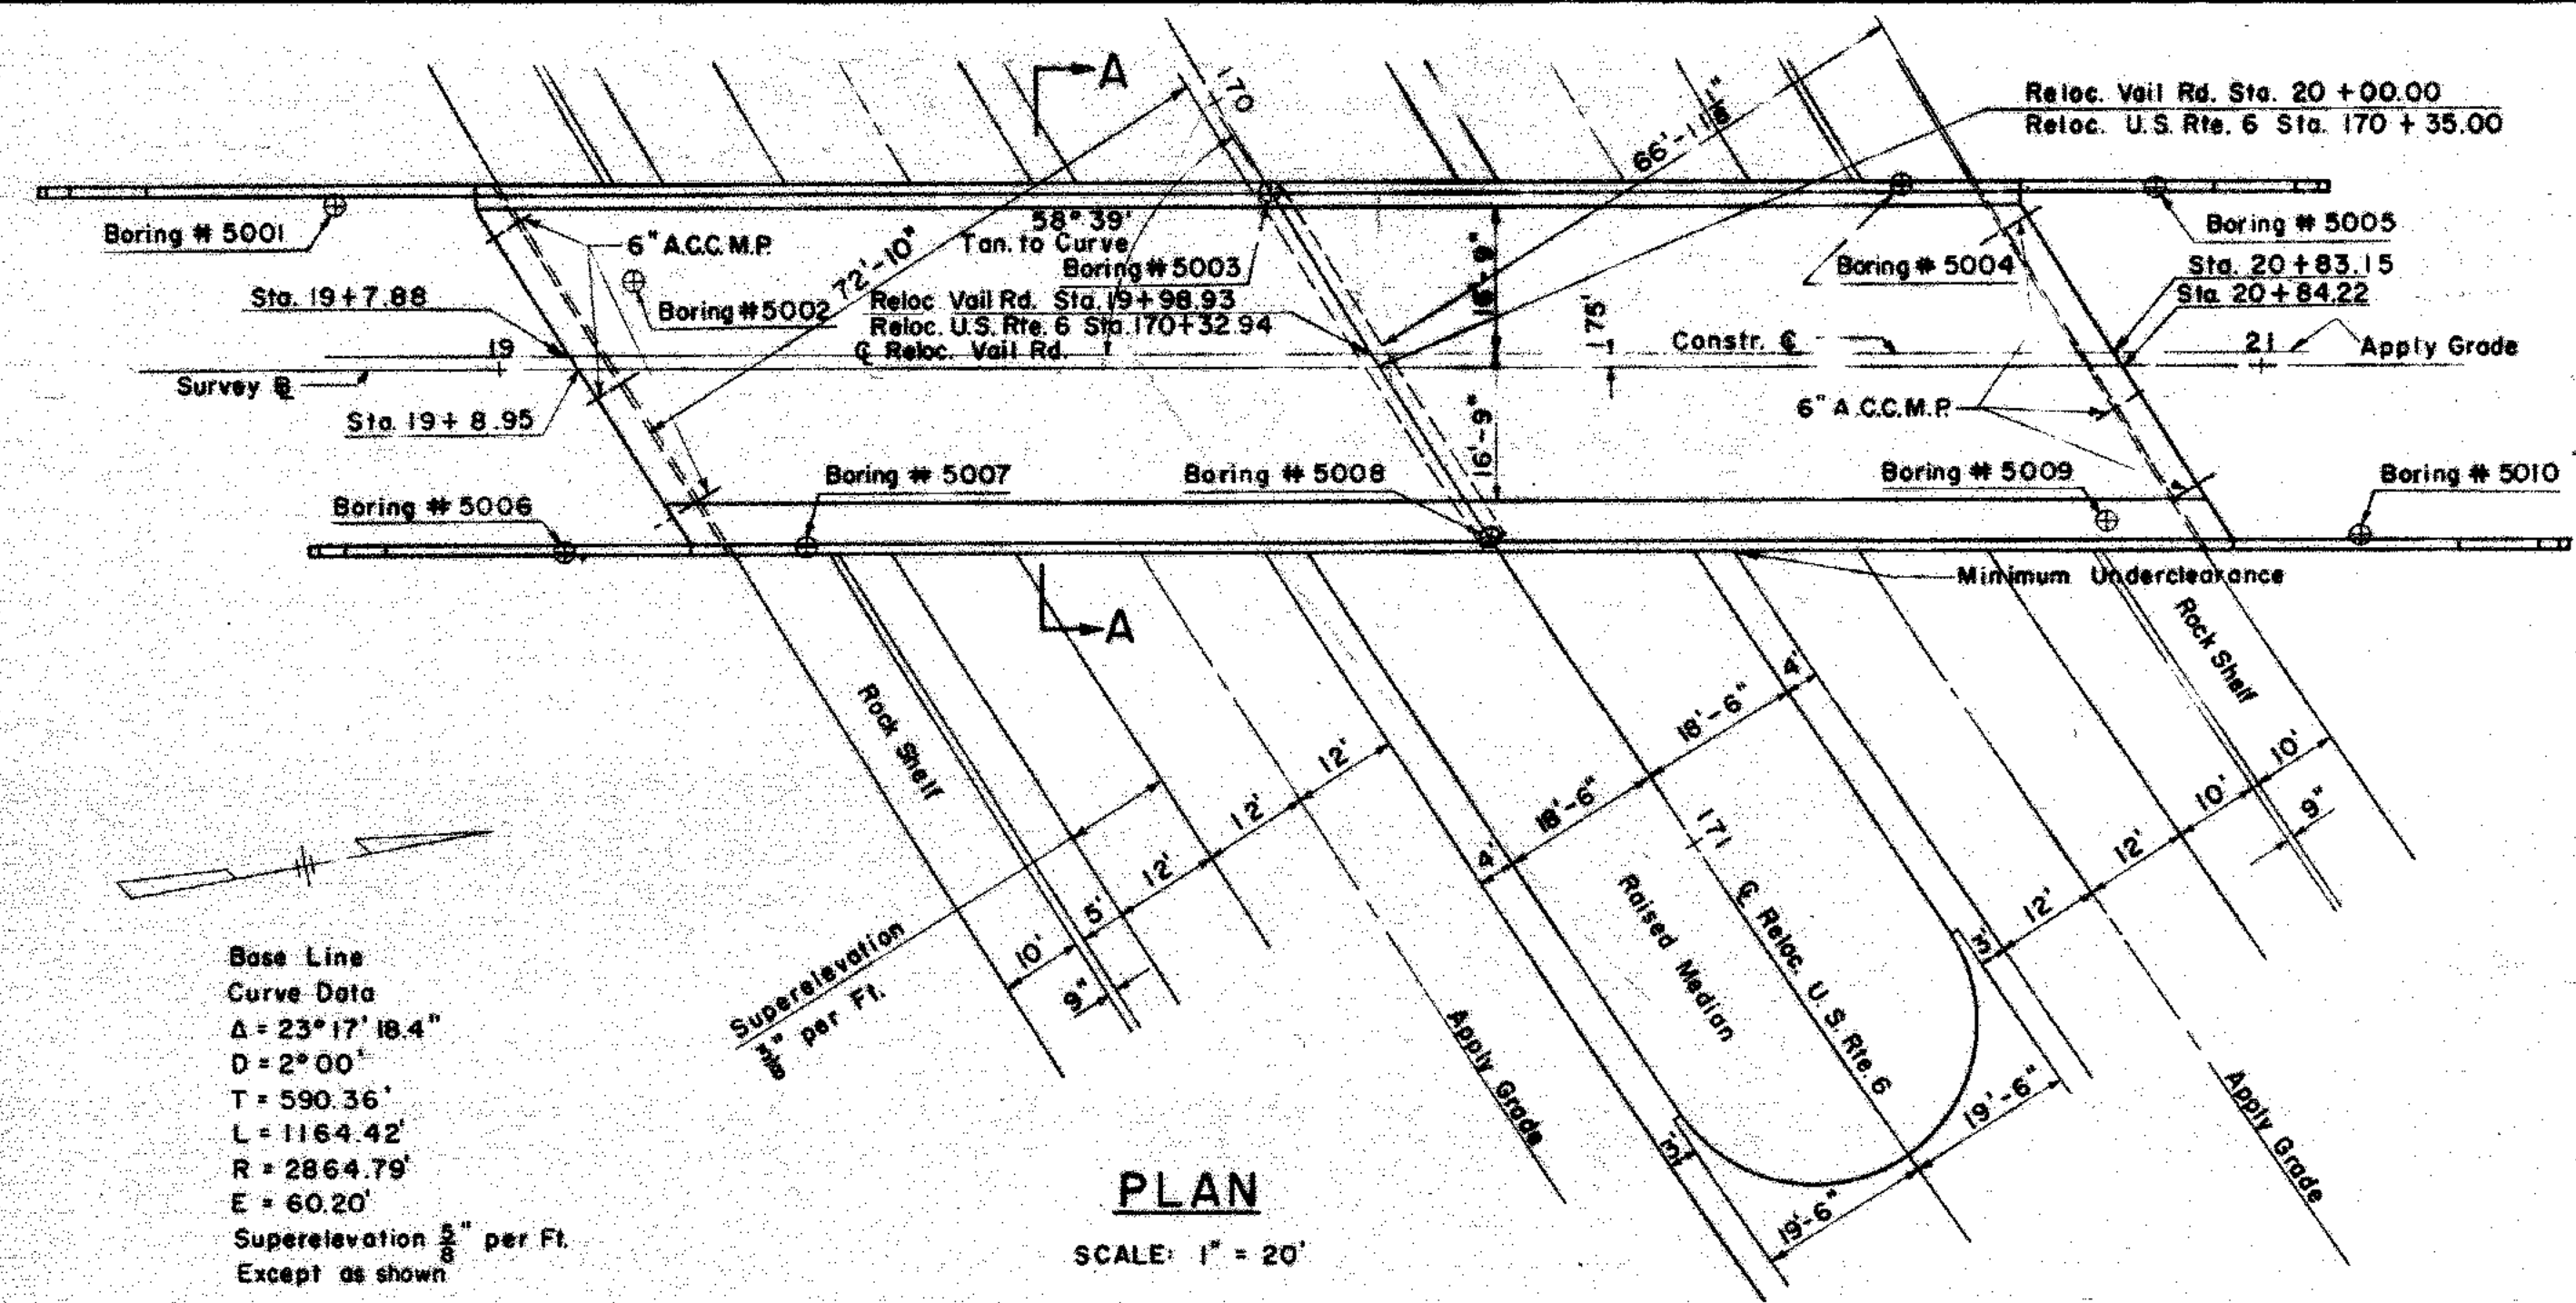 A
170
66'-11
Reloc. Vail Rd. Sta. 20 +00.00
Reloc. U.S. Rte. 6 Sta. 170 + 35.00
Boring # 5001
6" A.C.C.M.P.
58° 39'
Tan. to Curve
72'-10"
Boring # 5003
16'-9"
Boring # 5004
Boring # 5005
Sta. 19+7.88
Boring #5002
Reloc Vail Rd. Sta. 19+98.93
Reloc. U.S. Rte. 6 Sta. 170+32.94
℄ Reloc. Vail Rd.
1.75'
Sta. 20 +83.15
Sta 20 +84.22
Constr. ℄
19
21
Apply Grade
Survey
Sta. 19+ 8.95
16'-9"
6" A.C.C.M.P.
Boring # 5006
Boring # 5007
Boring # 5008
Boring # 5009
Boring # 5010
Minimum Underclearance
A
Rock Shelf
Rock Shelf
4'
18'-6"
18'-6"
4'
12'
12'
12'
5'
10'
9"
10'
10'
9"
12'
12'
3'
171
Raised Median
℄ Reloc. U.S. Rte. 6
Superelevation
3/8" per Ft.
Apply Grade
Apply Grade
3'
19'-6"
19'-6"
Base Line
Curve Data
Δ = 23° 17' 18.4"
D = 2° 00'
T = 590.36'
L = 1164.42'
R = 2864.79'
E = 60.20'
Superelevation 5/8" per Ft.
Except as shown
PLAN
SCALE: 1" = 20'